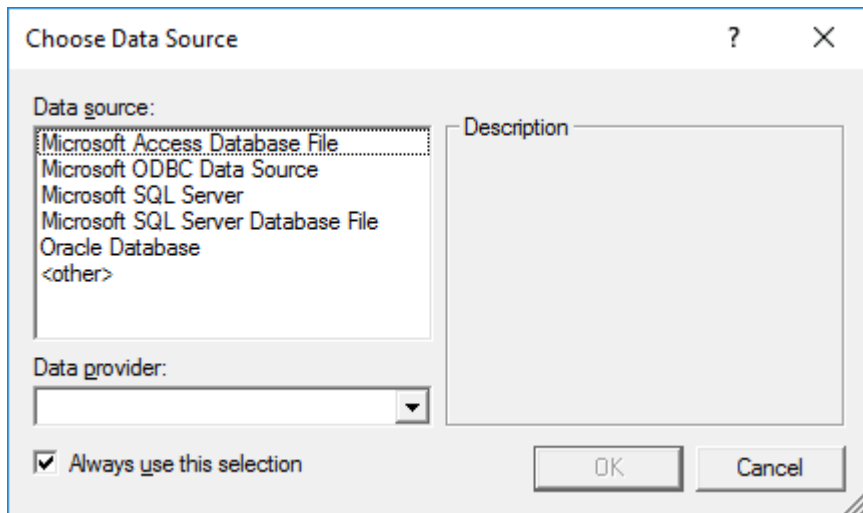 Choose Data Source
?
Data source:
Microsoft Access Database File
Microsoft ODBC Data Source
Microsoft SQL Server
Microsoft SQL Server Database File
Oracle Database
<other>
Description
Data provider:
Always use this selection
OK
Cancel